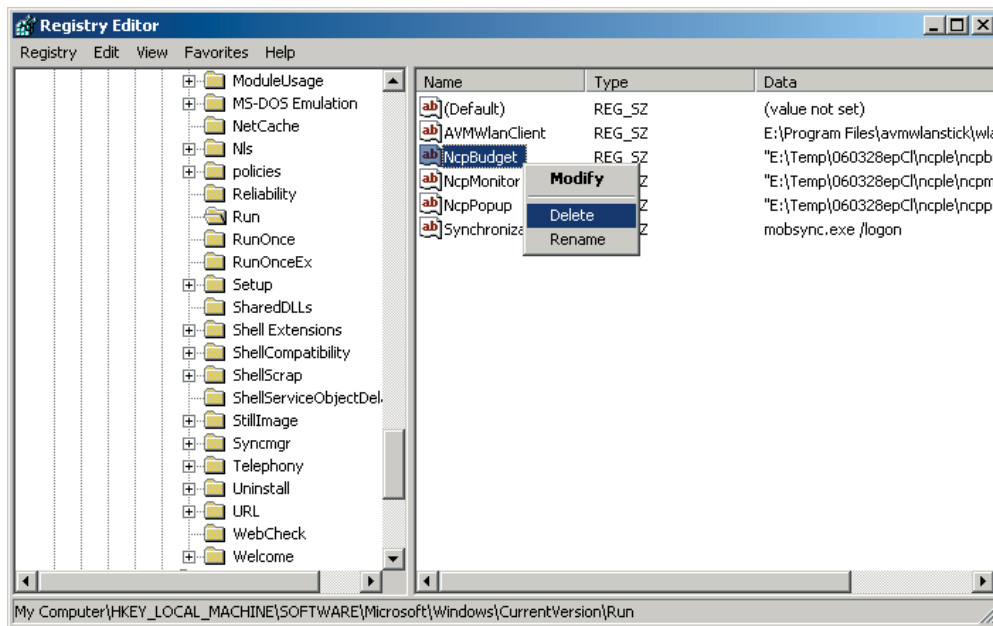 Registry Editor
Registry Edit View Favorites Help
ModuleUsage
MS-DOS Emulation
NetCache
Nls
policies
Reliability
Run
RunOnce
RunOnceEx
Setup
SharedDLLs
Shell Extensions
ShellCompatibility
ShellScrap
ShellServiceObjectDel
StillImage
Syncmgr
Telephony
Uninstall
URL
WebCheck
Welcome
Name Type Data
(Default) REG_SZ (value not set)
AVMWlanClient REG_SZ E:\Program Files\avmwlanstick\wla
NcpBudget REG_SZ "E:\Temp\060328epCl\ncple\ncpb
NcpMonitor Z "E:\Temp\060328epCl\ncple\ncpm
NcpPopup Z "E:\Temp\060328epCl\ncple\ncpp
Synchroniza Z mobsync.exe /logon
Modify
Delete
Rename
My Computer\HKEY_LOCAL_MACHINE\SOFTWARE\Microsoft\Windows\CurrentVersion\Run